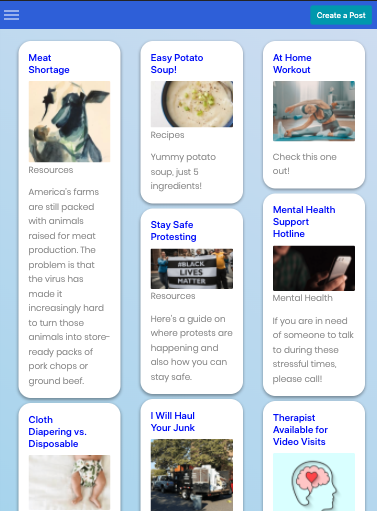 Create a Post
Meat
Shortage
Resources
America's farms
are still packed
with animals
raised for meat
production. The
problem is that
the virus has
made it
increasingly hard
to turn those
animals into store-
ready packs of
pork chops or
ground beef.
Cloth
Diapering vs.
Disposable
Easy Potato
Soup!
Recipes
Yummy potato
soup, just 5
ingredients!
Stay Safe
Protesting
#BLACK
LIVES
MATTER
Resources
Here's a guide on
where protests are
happening and
also how you can
stay safe.
I Will Haul
Your Junk
At Home
Workout
Check this one
out!
Mental Health
Support
Hotline
Mental Health
If you are in need
of someone to talk
to during these
stressful times,
please call!
Therapist
Available for
Video Visits